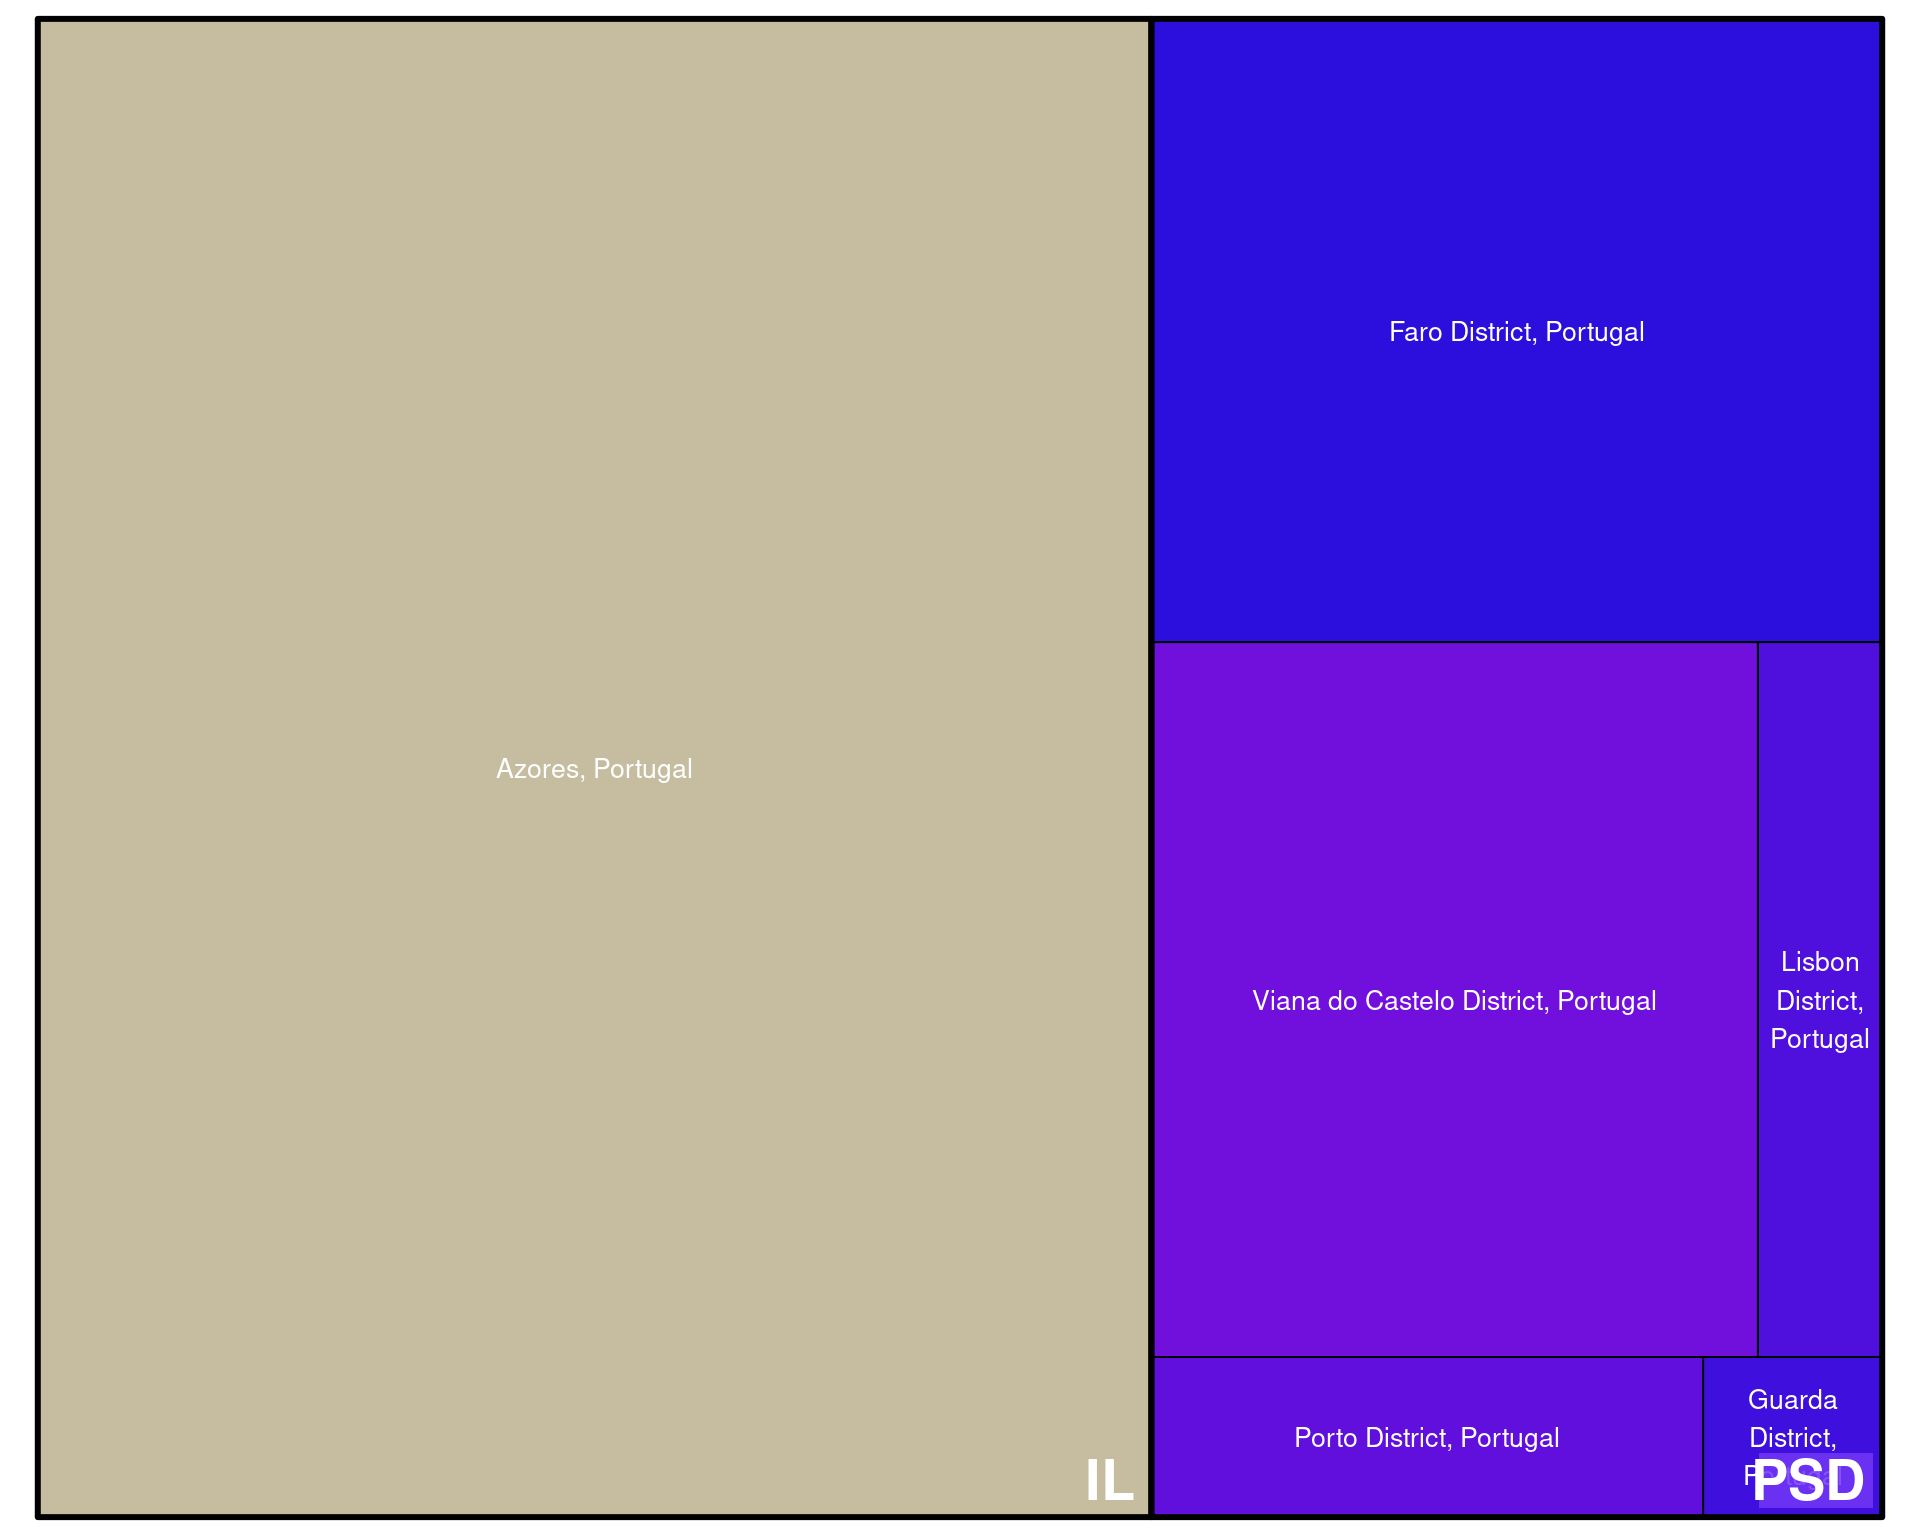 Faro District, Portugal
Azores, Portugal
Viana do Castelo District, Portugal
Lisbon
District,
Portugal
Porto District, Portugal
Guarda
District,
IL
PSD